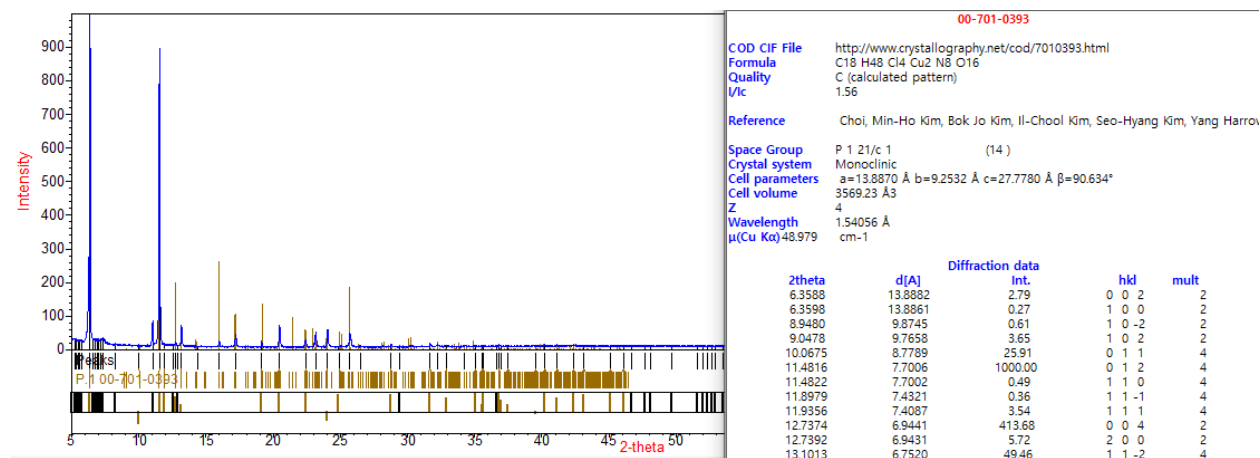 Intensity
900
800
700
600
500
400
300
200
100
0
Peaks
P.1 00-701-0393
5 10 15 20 25 30 35 40 45 50
2-theta
00-701-0393
COD CIF File http://www.crystallography.net/cod/7010393.html
Formula C18 H48 Cl4 Cu2 N8 O16
Quality C (calculated pattern)
I/Ic 1.56
Reference Choi, Min-Ho Kim, Bok Jo Kim, Il-Chool Kim, Seo-Hyang Kim, Yang Harrow
Space Group P 1 21/c 1 (14 )
Crystal system Monoclinic
Cell parameters a=13.8870 Å b=9.2532 Å c=27.7780 Å β=90.634°
Cell volume 3569.23 Å3
Z 4
Wavelength 1.54056 Å
μ(Cu Kα) 48.979 cm-1
Diffraction data
2theta d[A] Int. hkl mult
6.3588 13.8882 2.79 0 0 2 2
6.3598 13.8861 0.27 1 0 0 2
8.9480 9.8745 0.61 1 0 -2 2
9.0478 9.7658 3.65 1 0 2 2
10.0675 8.7789 25.91 0 1 1 4
11.4816 7.7006 1000.00 0 1 2 4
11.4822 7.7002 0.49 1 1 0 4
11.8979 7.4321 0.36 1 1 -1 4
11.9356 7.4087 3.54 1 1 1 4
12.7374 6.9441 413.68 0 0 4 2
12.7392 6.9431 5.72 2 0 0 2
13.1013 6.7520 49.46 1 1 -2 4